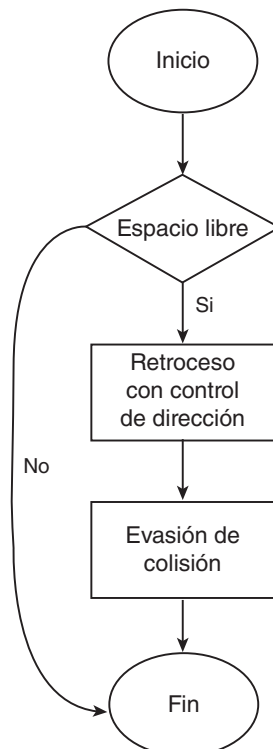 Inicio
Espacio libre
Si
Retroceso
con control
de dirección
No
Evasión de
colisión
Fin